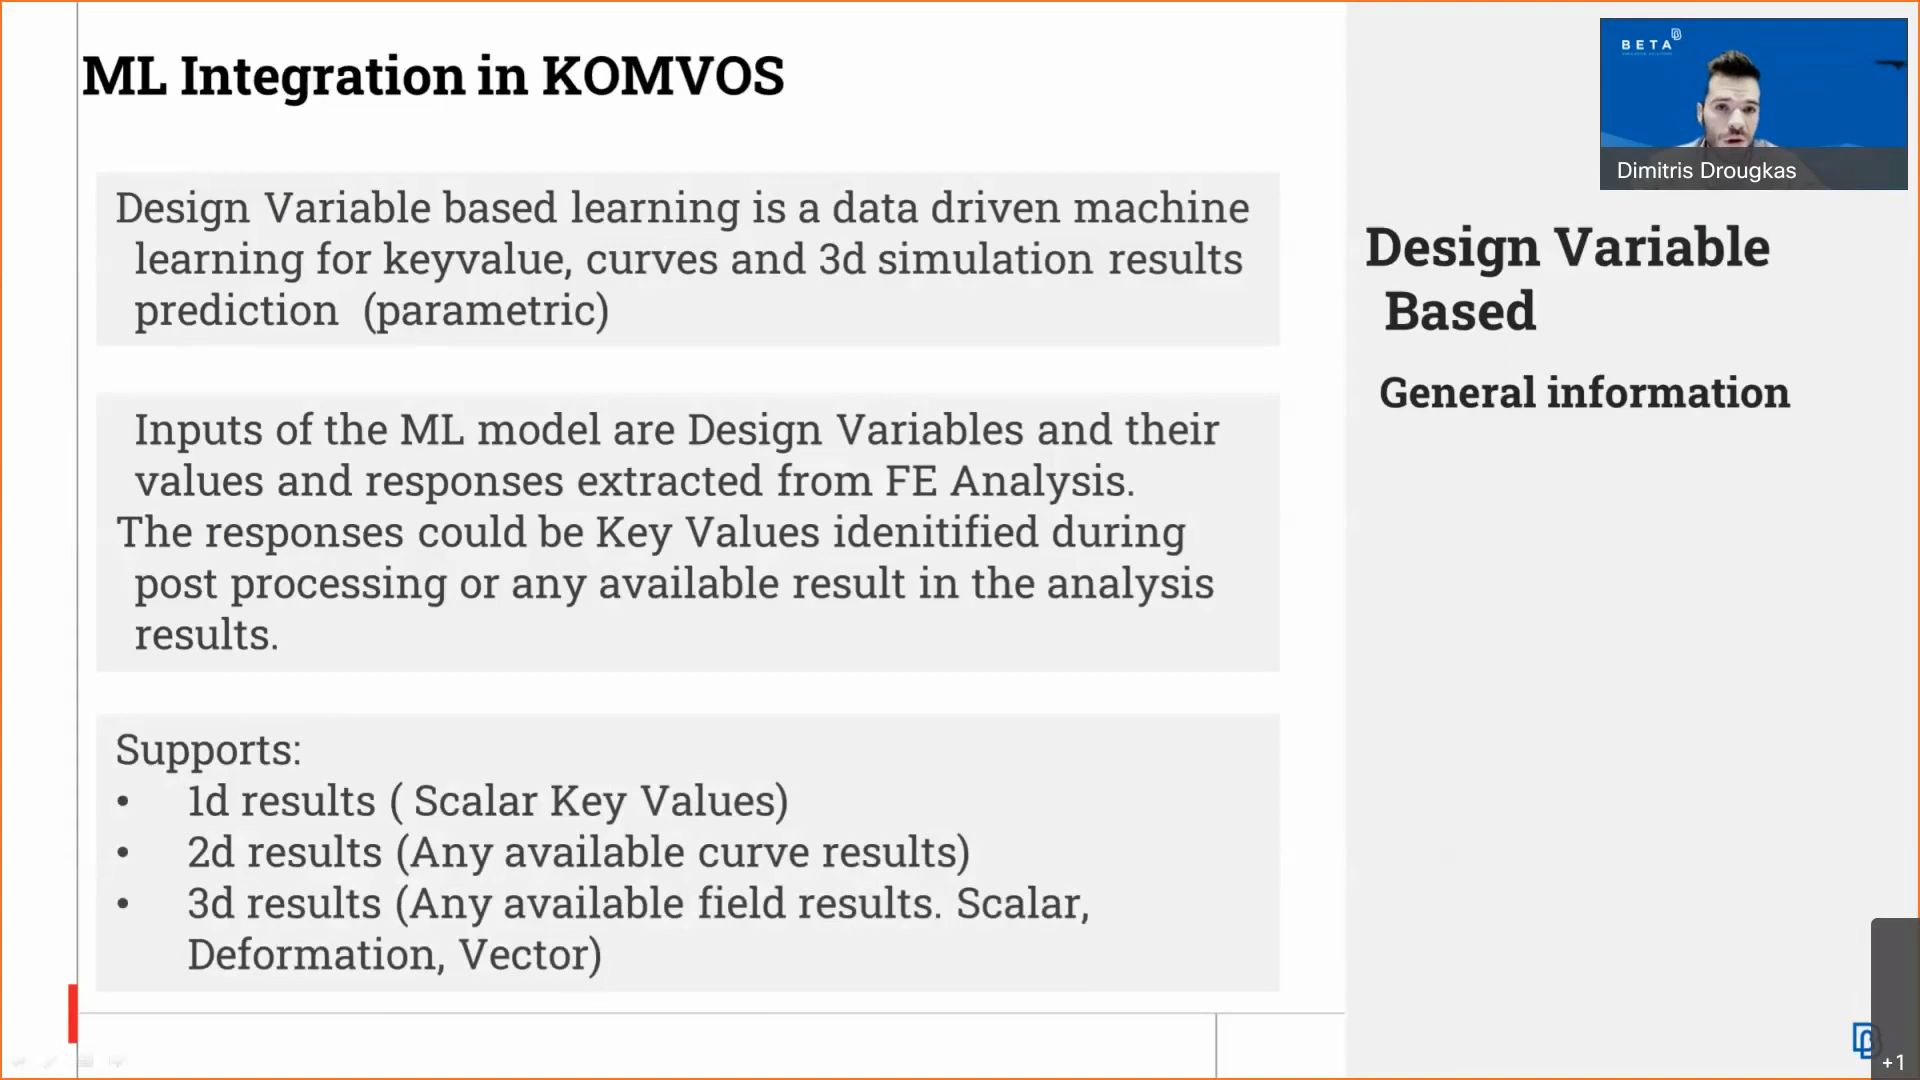 ML Integration in KOMVOS
Design Variable based learning is a data driven machine
learning for keyvalue, curves and 3d simulation results
prediction (parametric)
Inputs of the ML model are Design Variables and their
values and responses extracted from FE Analysis.
The responses could be Key Values idenitified during
post processing or any available result in the analysis
results.
Supports:
• 1d results ( Scalar Key Values)
• 2d results (Any available curve results)
• 3d results (Any available field results. Scalar,
Deformation, Vector)
BETA
Dimitris Drougkas
Design Variable
Based
General information
+1